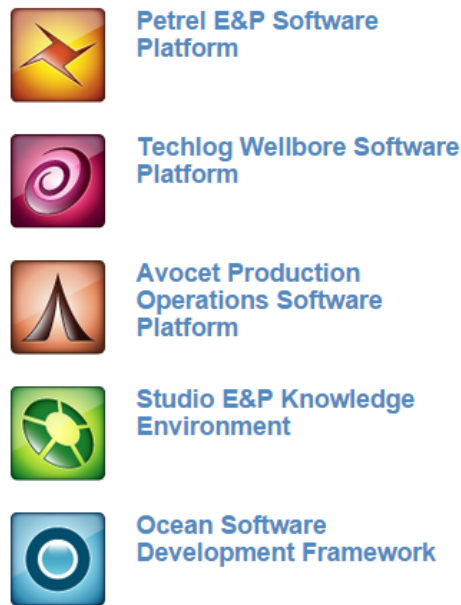 Petrel E&P Software
Platform
Techlog Wellbore Software
Platform
Avocet Production
Operations Software
Platform
Studio E&P Knowledge
Environment
Ocean Software
Development Framework